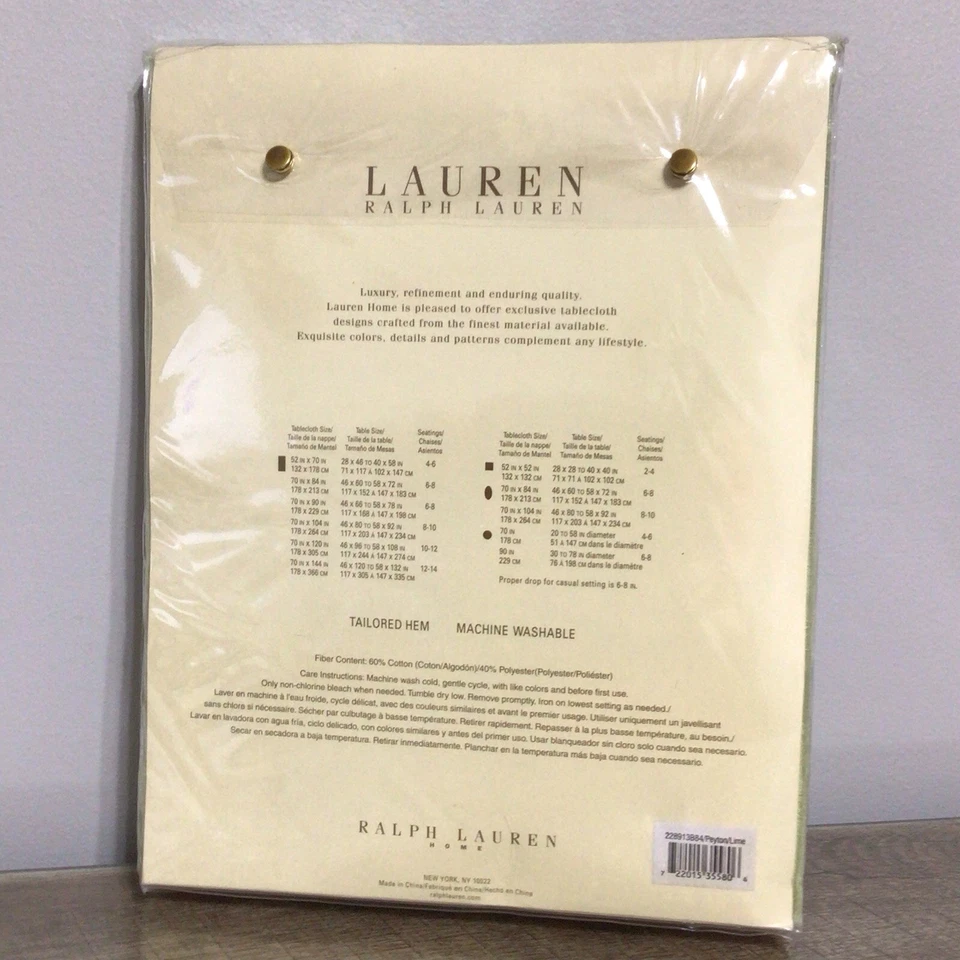 LAUREN
RALPH LAUREN
Luxury, refinement and enduring quality.
Lauren Home is pleased to offer exclusive tablecloth
designs crafted from the finest material available.
Exquisite colors, details and patterns complement any lifestyle.
Tablecloth Size/ Table Size/ Seatings/
Taille de la nappe/ Taille de la table/ Chaises/
Tamaño de Mantel Tamaño de Mesas Asientos
52 IN X 70 IN 28 x 46 TO 40 x 58 IN 4-6
132 x 178 CM 71 x 117 À 102 x 147 CM
70 IN X 84 IN 46 x 60 TO 58 x 72 IN 6-8
178 x 213 CM 117 x 152 À 147 x 183 CM
70 IN X 90 IN 46 x 66 TO 58 x 78 IN 6-8
178 x 229 CM 117 x 168 À 147 x 198 CM
70 IN X 104 IN 46 x 80 TO 58 x 92 IN 8-10
178 x 264 CM 117 x 203 À 147 x 234 CM
70 IN X 120 IN 46 x 96 TO 58 x 108 IN 10-12
178 x 305 CM 117 x 244 À 147 x 274 CM
70 IN X 144 IN 46 x 120 TO 58 x 132 IN 12-14
178 x 366 CM 117 x 305 À 147 x 335 CM
Tablecloth Size/ Table Size/ Seatings/
Taille de la nappe/ Taille de la table/ Chaises/
Tamaño de Mantel Tamaño de Mesas Asientos
52 IN X 52 IN 28 x 28 TO 40 x 40 IN 2-4
132 x 132 CM 71 x 71 À 102 x 102 CM
70 IN X 84 IN 46 x 60 TO 58 x 72 IN 6-8
178 x 213 CM 117 x 152 À 147 x 183 CM
70 IN X 104 IN 46 x 80 TO 58 x 92 IN 8-10
178 x 264 CM 117 x 203 À 147 x 234 CM
70 IN 20 TO 58 IN diameter 4-6
178 CM 51 À 147 CM dans le diamètre
90 IN 30 TO 78 IN diameter 6-8
229 CM 76 À 198 CM dans le diamètre
Proper drop for casual setting is 6-8 IN.
TAILORED HEM MACHINE WASHABLE
Fiber Content: 60% Cotton (Coton/Algodón)/40% Polyester(Polyester/Poliéster)
Care Instructions: Machine wash cold, gentle cycle, with like colors and before first use.
Only non-chlorine bleach when needed. Tumble dry low. Remove promptly. Iron on lowest setting as needed./
Laver en machine à l'eau froide, cycle délicat, avec des couleurs similaires et avant le premier usage. Utiliser uniquement un javellisant
sans chlore si nécessaire. Sécher par culbutage à basse température. Retirer rapidement. Repasser à la plus basse température, au besoin./
Lavar en lavadora con agua fría, ciclo delicado, con colores similares y antes del primer uso. Usar blanqueador sin cloro solo cuando sea necesario.
Secar en secadora a baja temperatura. Retirar inmediatamente. Planchar en la temperatura más baja cuando sea necesario.
RALPH LAUREN
HOME
NEW YORK, NY 10022
Made in China/Fabriqué en Chine/Hecho en China
ralphlauren.com
228913B84/Peyton/Lime
7 22015 35580 6